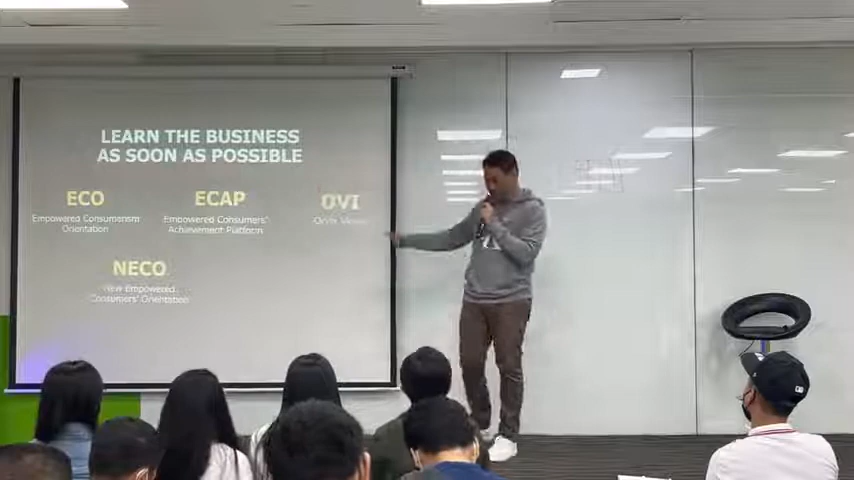 LEARN THE BUSINESS
AS SOON AS POSSIBLE
ECO
Empowered Consumerism
Orientation
ECAP
Empowered Consumers'
Achievement Platform
OVI
NECO
New Empowered
Consumers' Orientation